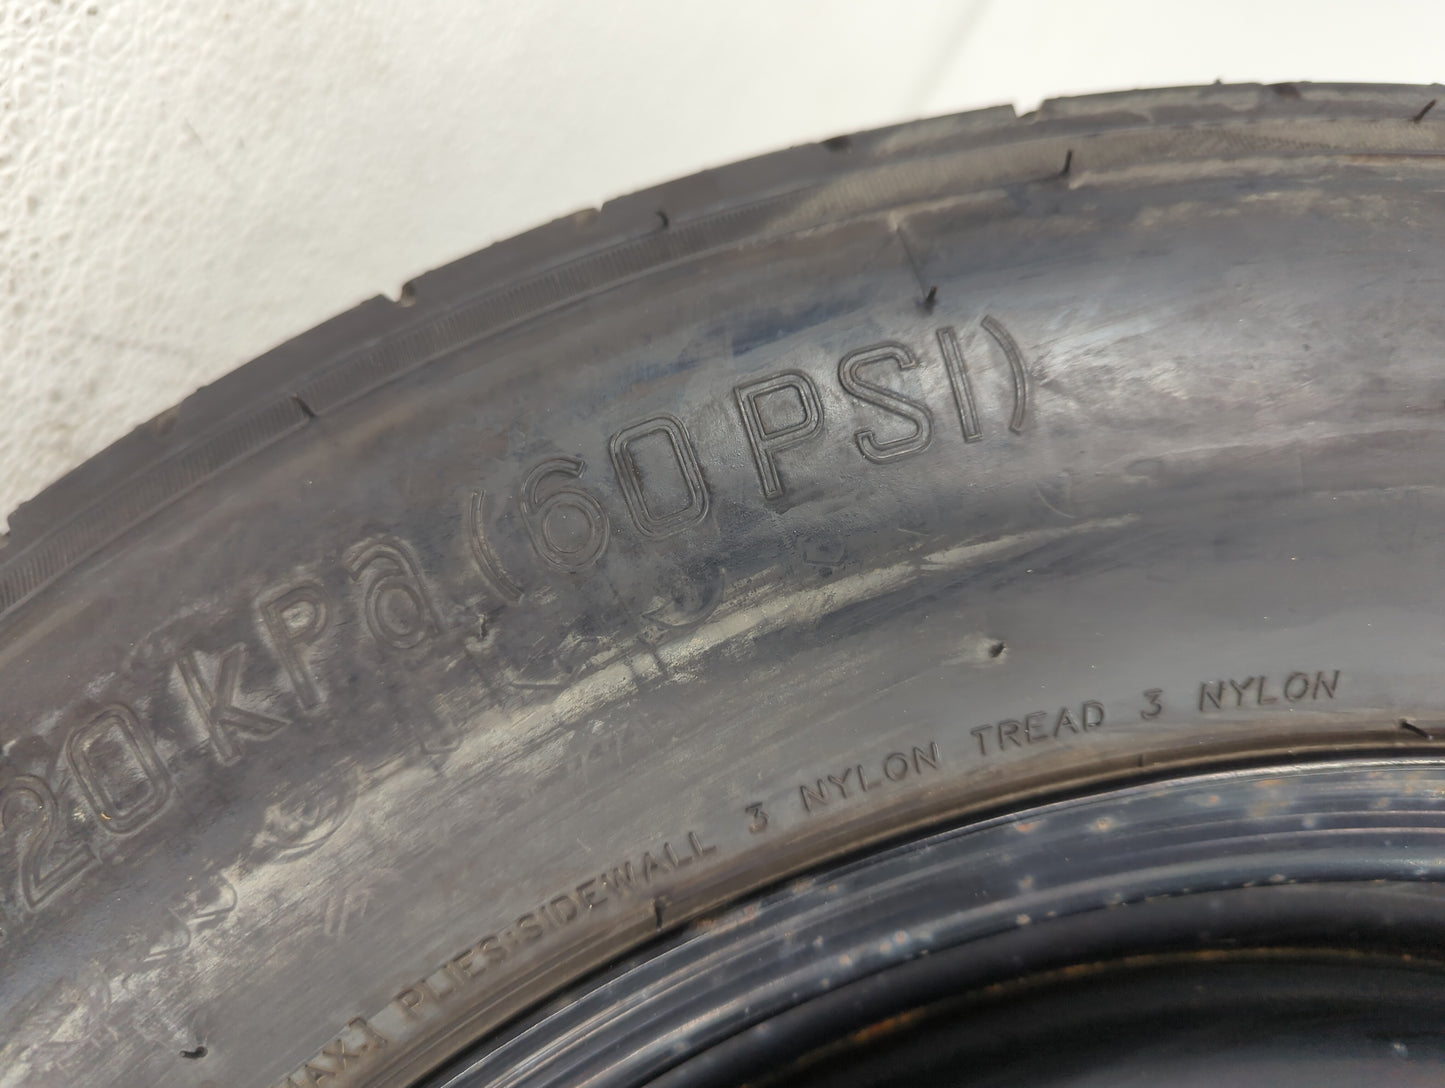 20 kPa (60 PSI)
PLIES:SIDEWALL 3 NYLON TREAD 3 NYLON